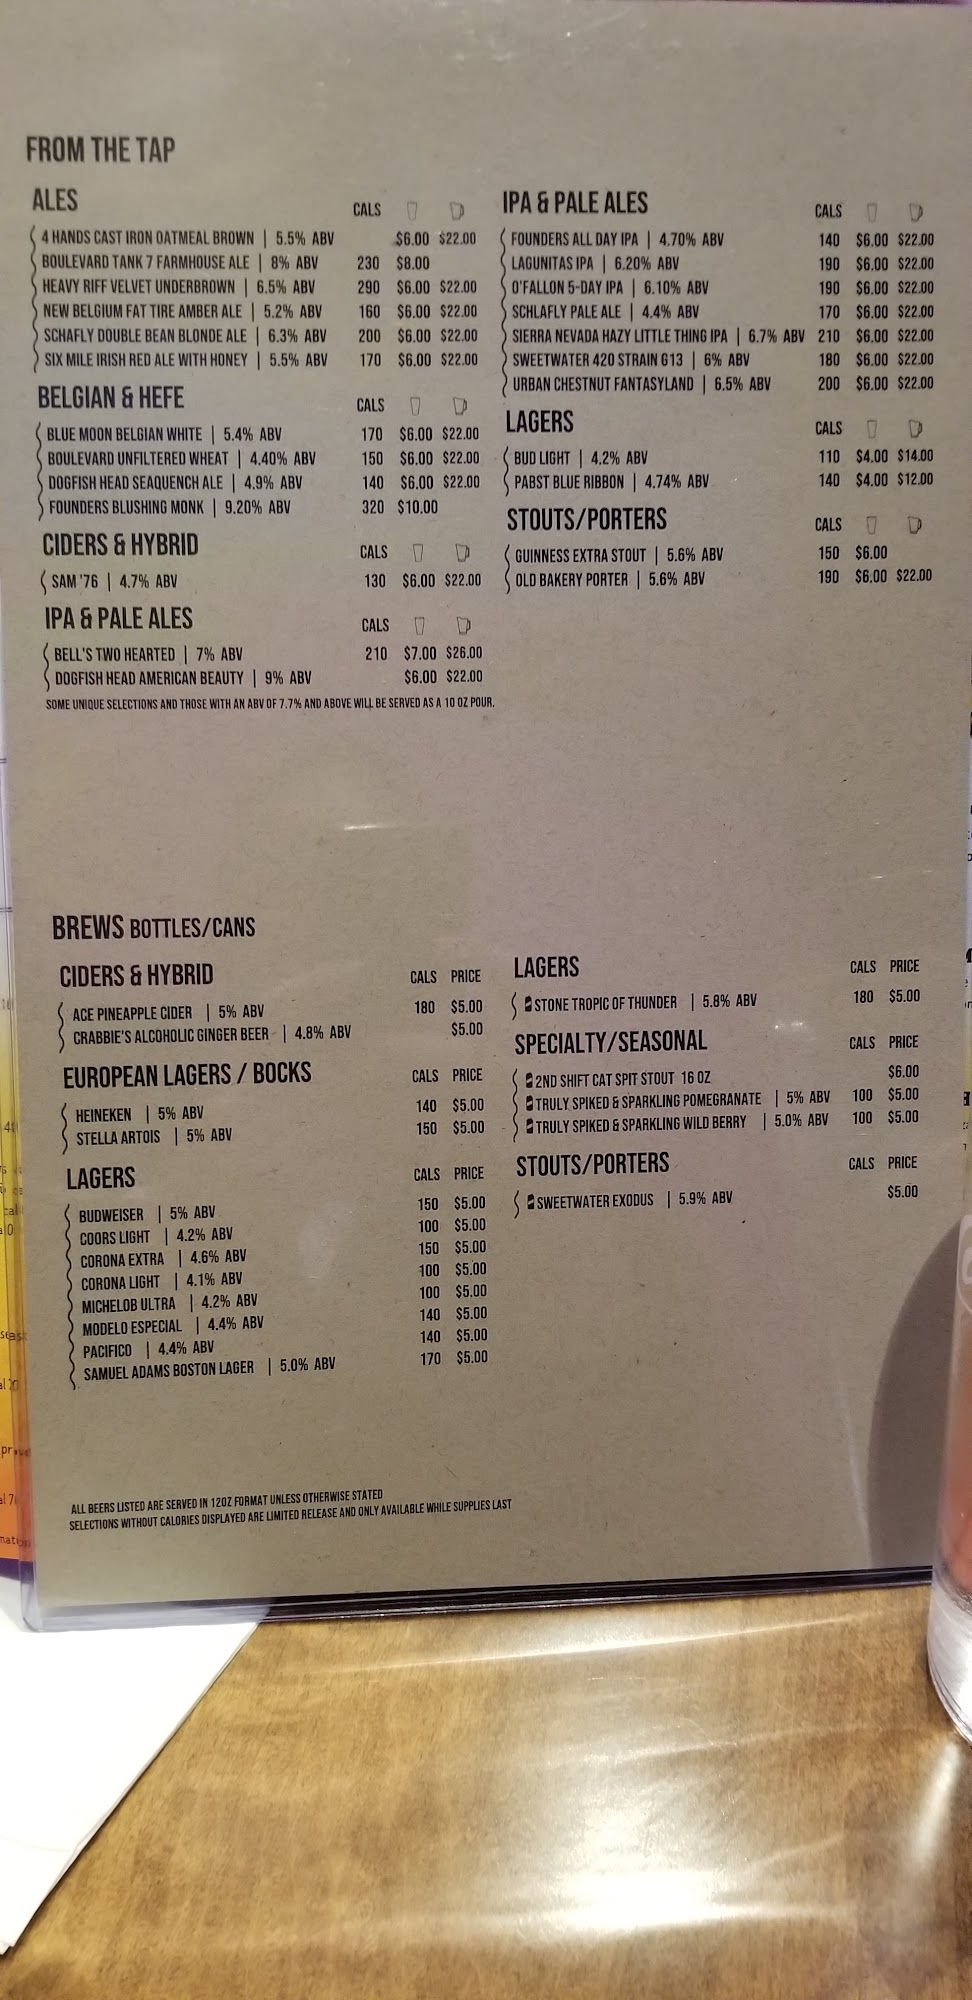 FROM THE TAP
ALES CALS
4 HANDS CAST IRON OATMEAL BROWN | 5.5% ABV $6.00 $22.00
BOULEVARD TANK 7 FARMHOUSE ALE | 8% ABV 230 $8.00
HEAVY RIFF VELVET UNDERBROWN | 6.5% ABV 290 $6.00 $22.00
NEW BELGIUM FAT TIRE AMBER ALE | 5.2% ABV 160 $6.00 $22.00
SCHAFLY DOUBLE BEAN BLONDE ALE | 6.3% ABV 200 $6.00 $22.00
SIX MILE IRISH RED ALE WITH HONEY | 5.5% ABV 170 $6.00 $22.00
BELGIAN & HEFE CALS
BLUE MOON BELGIAN WHITE | 5.4% ABV 170 $6.00 $22.00
BOULEVARD UNFILTERED WHEAT | 4.40% ABV 150 $6.00 $22.00
DOGFISH HEAD SEAQUENCH ALE | 4.9% ABV 140 $6.00 $22.00
FOUNDERS BLUSHING MONK | 9.20% ABV 320 $10.00
CIDERS & HYBRID CALS
SAM '76 | 4.7% ABV 130 $6.00 $22.00
IPA & PALE ALES CALS
BELL'S TWO HEARTED | 7% ABV 210 $7.00 $26.00
DOGFISH HEAD AMERICAN BEAUTY | 9% ABV $6.00 $22.00
SOME UNIQUE SELECTIONS AND THOSE WITH AN ABV OF 7.7% AND ABOVE WILL BE SERVED AS A 10 OZ POUR.
IPA & PALE ALES CALS
FOUNDERS ALL DAY IPA | 4.70% ABV 140 $6.00 $22.00
LAGUNITAS IPA | 6.20% ABV 190 $6.00 $22.00
O'FALLON 5-DAY IPA | 6.10% ABV 190 $6.00 $22.00
SCHLAFLY PALE ALE | 4.4% ABV 170 $6.00 $22.00
SIERRA NEVADA HAZY LITTLE THING IPA | 6.7% ABV 210 $6.00 $22.00
SWEETWATER 420 STRAIN G13 | 6% ABV 180 $6.00 $22.00
URBAN CHESTNUT FANTASYLAND | 6.5% ABV 200 $6.00 $22.00
LAGERS CALS
BUD LIGHT | 4.2% ABV 110 $4.00 $14.00
PABST BLUE RIBBON | 4.74% ABV 140 $4.00 $12.00
STOUTS/PORTERS CALS
GUINNESS EXTRA STOUT | 5.6% ABV 150 $6.00
OLD BAKERY PORTER | 5.6% ABV 190 $6.00 $22.00
BREWS BOTTLES/CANS
CIDERS & HYBRID CALS PRICE
ACE PINEAPPLE CIDER | 5% ABV 180 $5.00
CRABBIE'S ALCOHOLIC GINGER BEER | 4.8% ABV $5.00
EUROPEAN LAGERS / BOCKS CALS PRICE
HEINEKEN | 5% ABV 140 $5.00
STELLA ARTOIS | 5% ABV 150 $5.00
LAGERS CALS PRICE
BUDWEISER | 5% ABV 150 $5.00
COORS LIGHT | 4.2% ABV 100 $5.00
CORONA EXTRA | 4.6% ABV 150 $5.00
CORONA LIGHT | 4.1% ABV 100 $5.00
MICHELOB ULTRA | 4.2% ABV 100 $5.00
MODELO ESPECIAL | 4.4% ABV 140 $5.00
PACIFICO | 4.4% ABV 140 $5.00
SAMUEL ADAMS BOSTON LAGER | 5.0% ABV 170 $5.00
LAGERS CALS PRICE
STONE TROPIC OF THUNDER | 5.8% ABV 180 $5.00
SPECIALTY/SEASONAL CALS PRICE
2ND SHIFT CAT SPIT STOUT 16 OZ $6.00
TRULY SPIKED & SPARKLING POMEGRANATE | 5% ABV 100 $5.00
TRULY SPIKED & SPARKLING WILD BERRY | 5.0% ABV 100 $5.00
STOUTS/PORTERS CALS PRICE
SWEETWATER EXODUS | 5.9% ABV $5.00
ALL BEERS LISTED ARE SERVED IN 12OZ FORMAT UNLESS OTHERWISE STATED
SELECTIONS WITHOUT CALORIES DISPLAYED ARE LIMITED RELEASE AND ONLY AVAILABLE WHILE SUPPLIES LAST